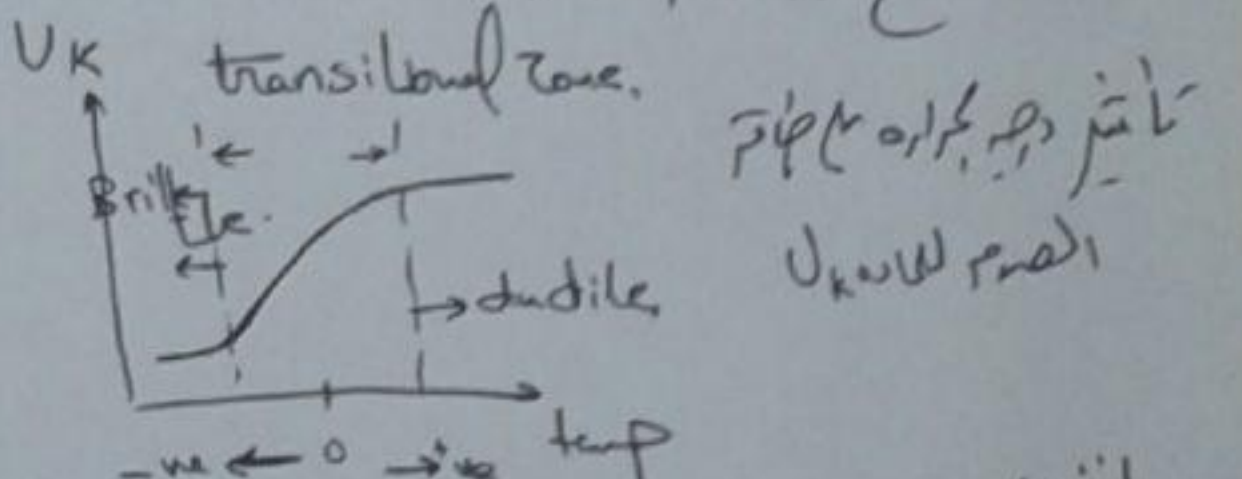 UK
transitional zone.
Brittle.
ductile
temp
-ve ← 0 → +ve
تأثير درجة الحرارة على طاقة
الصدم للمادة UK